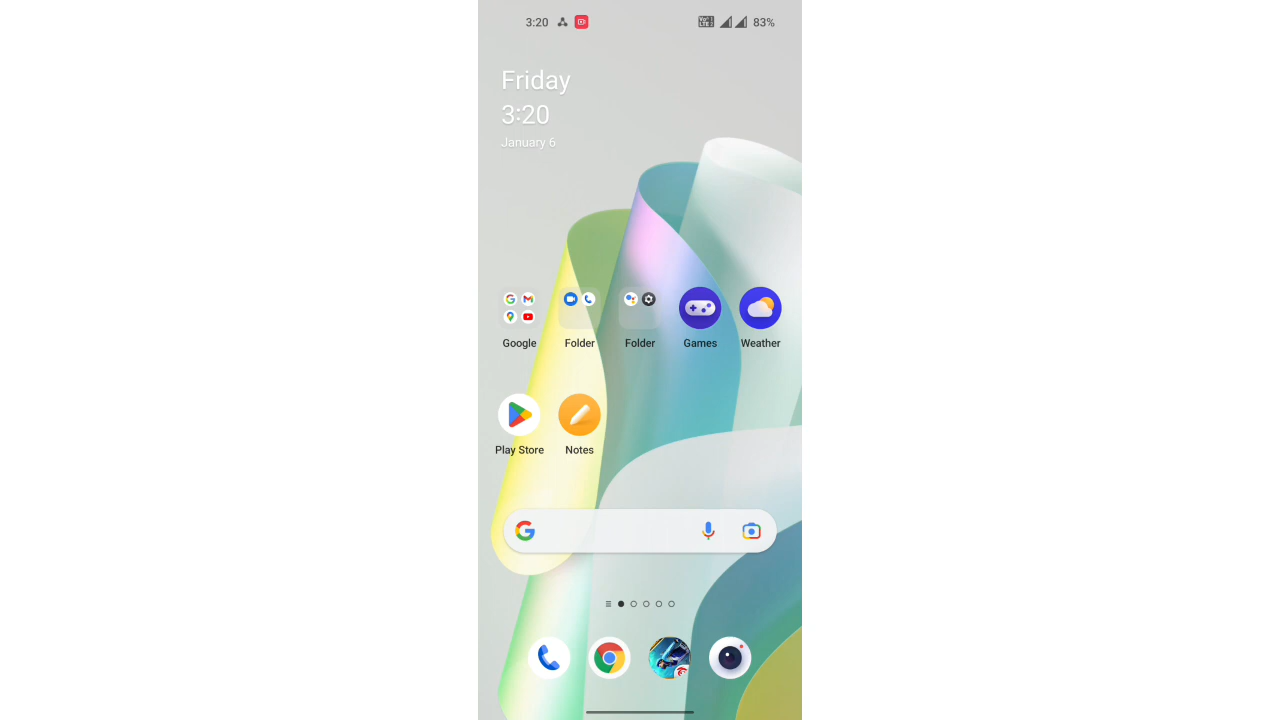 3:20
83%
Friday
3:20
January 6
Google
Folder
Folder
Games
Weather
Play Store
Notes